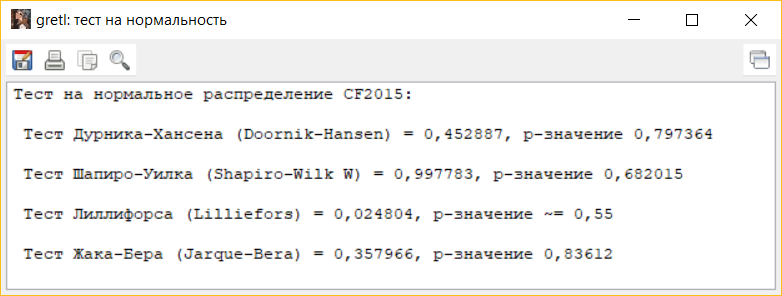 gretl: тест на нормальность
Тест на нормальное распределение CF2015:
Тест Дурника-Хансена (Doornik-Hansen) = 0,452887, р-значение 0,797364
Тест Шапиро-Уилка (Shapiro-Wilk W) = 0,997783, р-значение 0,682015
Тест Лиллифорса (Lilliefors) = 0,024804, р-значение ~= 0,55
Тест Жака-Бера (Jarque-Bera) = 0,357966, р-значение 0,83612